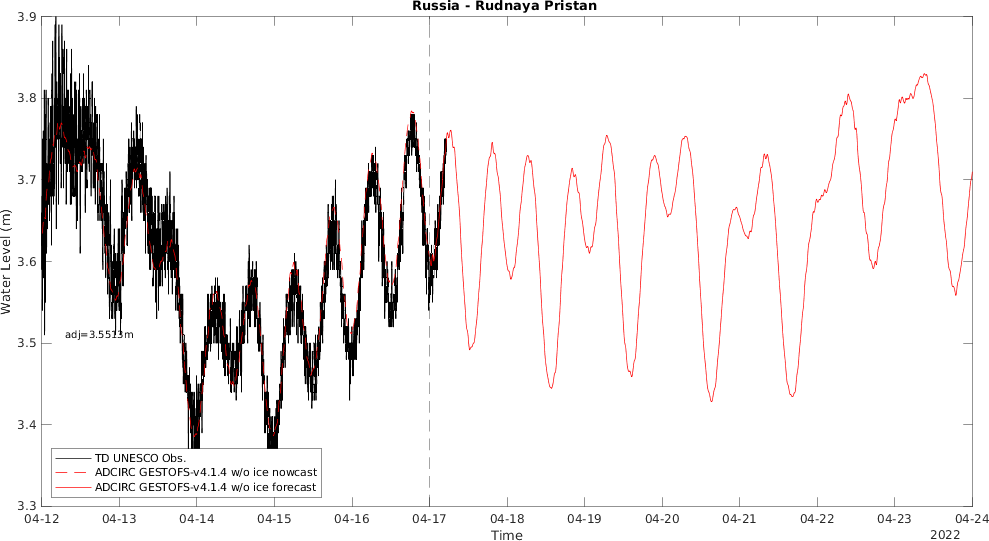 Russia - Rudnaya Pristan
3.9
3.8
3.7
3.6
3.5
3.4
3.3
Water Level (m)
adj=3.5513m
TD UNESCO Obs.
ADCIRC GESTOFS-v4.1.4 w/o ice nowcast
ADCIRC GESTOFS-v4.1.4 w/o ice forecast
04-12 04-13 04-14 04-15 04-16 04-17 04-18 04-19 04-20 04-21 04-22 04-23 04-24
Time
2022